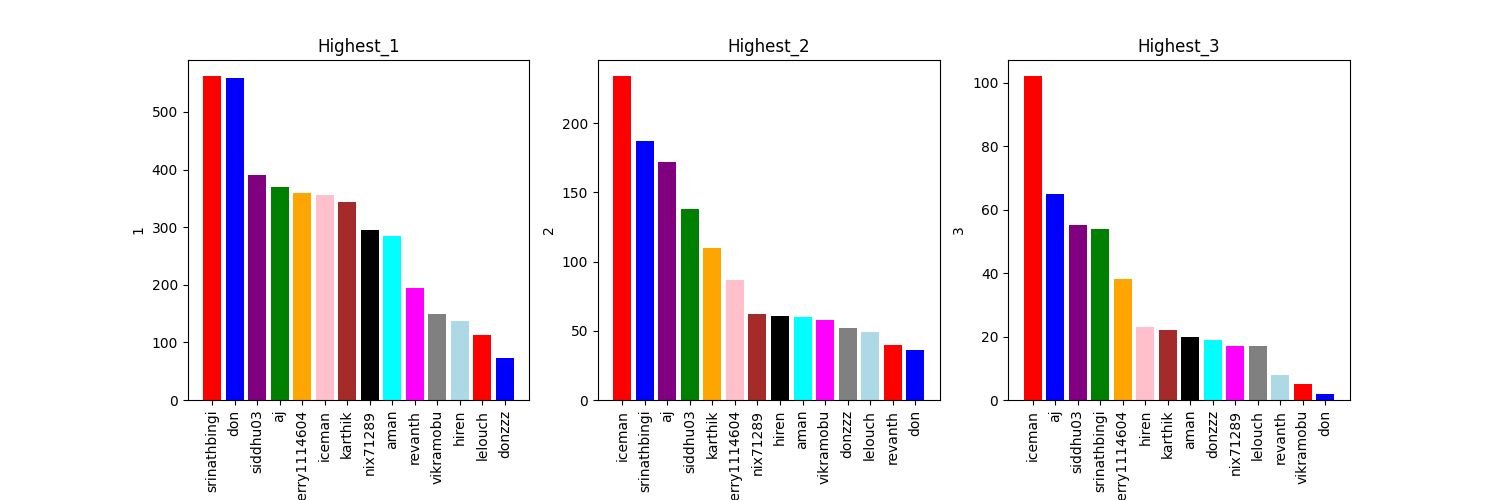 Highest_1
500
400
300
200
100
0
1
srinathbingi
don
siddhu03
aj
erry1114604
iceman
karthik
nix71289
aman
revanth
vikramobu
hiren
lelouch
donzzz
Highest_2
200
150
100
50
0
2
iceman
srinathbingi
aj
siddhu03
karthik
erry1114604
nix71289
hiren
aman
vikramobu
donzzz
lelouch
revanth
don
Highest_3
100
80
60
40
20
0
3
iceman
aj
siddhu03
srinathbingi
erry1114604
hiren
karthik
aman
donzzz
nix71289
lelouch
revanth
vikramobu
don